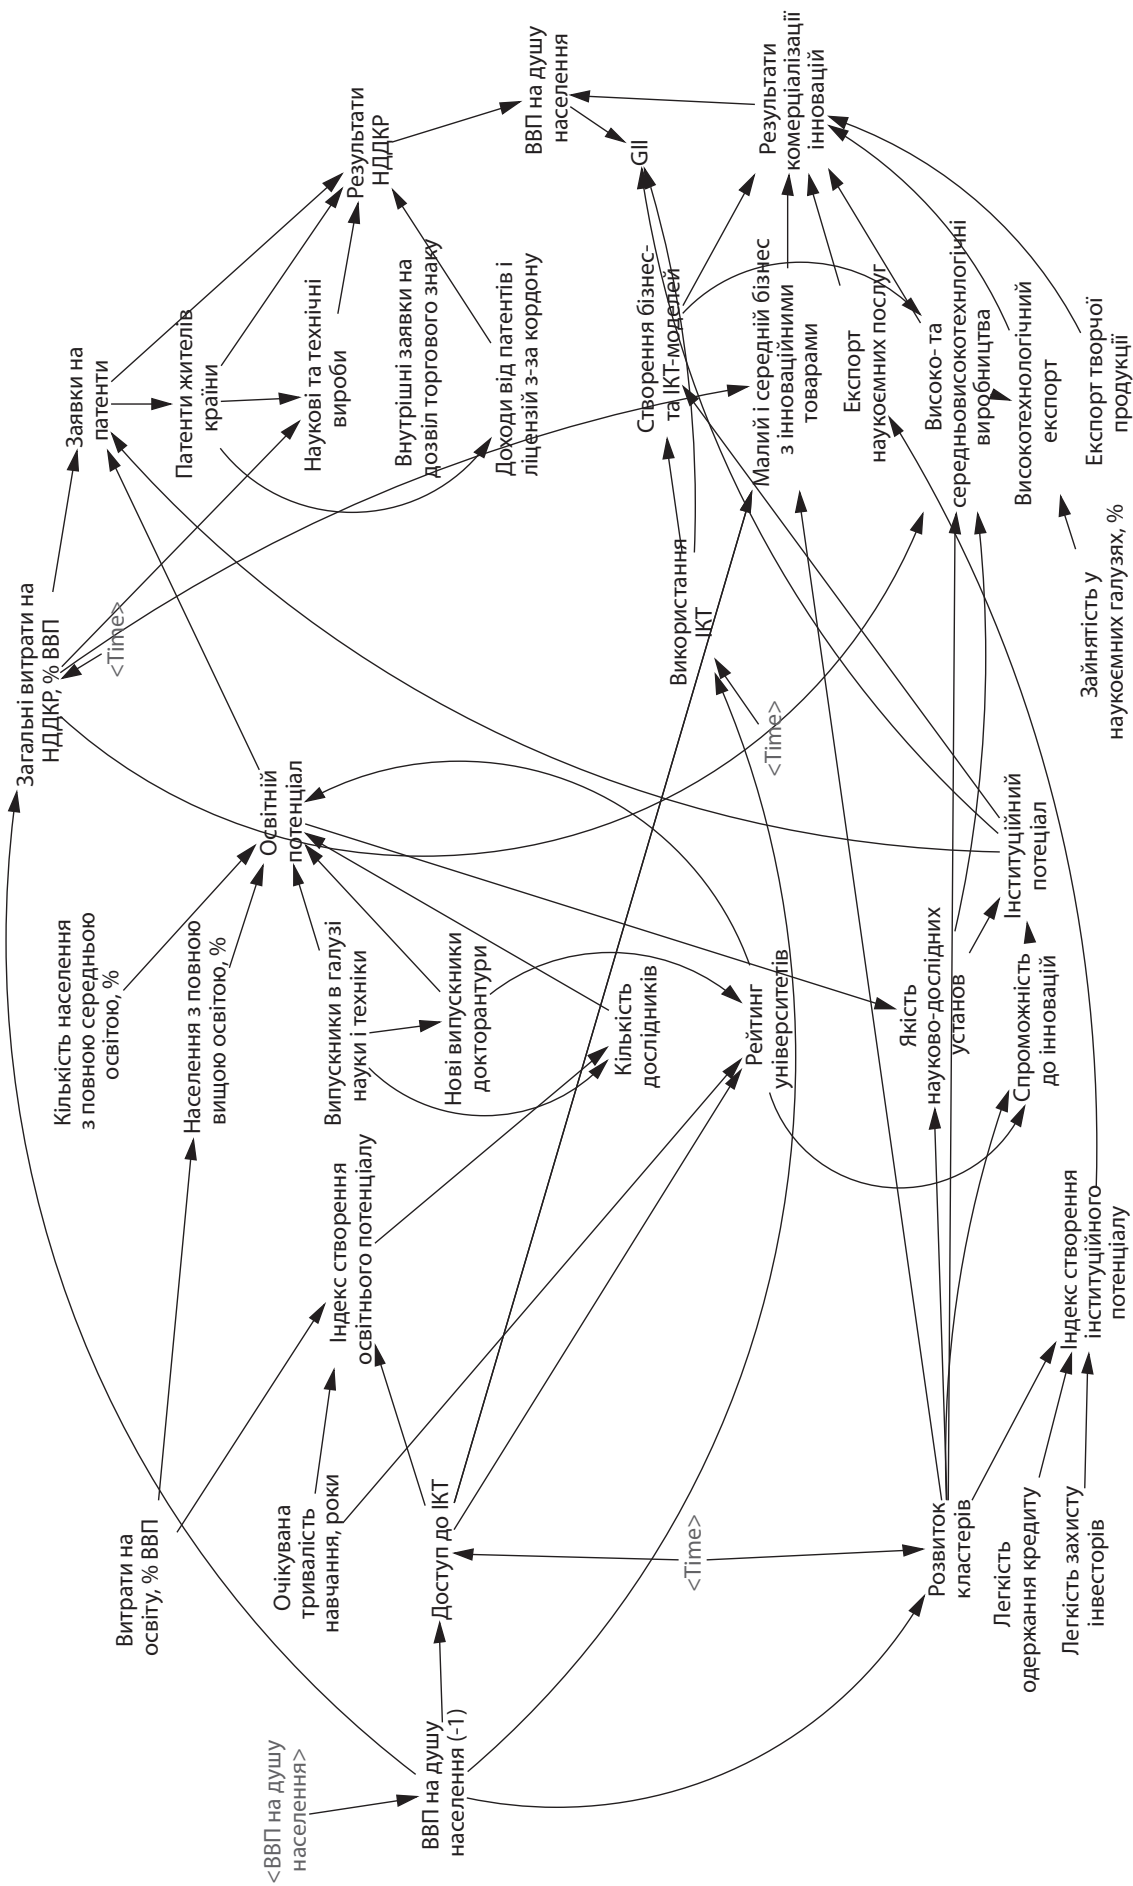 <ВВП на душу
населення>
ВВП на душу
населення (-1)
Витрати на
освіту, % ВВП
Очікувана
тривалість
навчання, роки
Доступ до ІКТ
<Time>
Розвиток
кластерів
Легкість
одержання кредиту
Легкість захисту
інвесторів
Індекс створення
освітнього потенціалу
Індекс створення
інституційного
потенціалу
Кількість населення
з повною середньою
освітою, %
Населення з повною
вищою освітою, %
Випускники в галузі
науки і техніки
Нові випускники
докторантури
Кількість
дослідників
Рейтинг
університетів
Якість
науково-дослідних
установ
Спроможність
до інновацій
Освітній
потенціал
Інституційний
потеціал
Загальні витрати на
НДДКР, % ВВП
<Time>
Використання
ІКТ
<Time>
Зайнятість у
наукоємних галузях, %
Заявки на
патенти
Патенти жителів
країни
Наукові та технічні
вироби
Внутрішні заявки на
дозвіл торгового знаку
Доходи від патентів і
ліцензій з-за кордону
Створення бізнес-
та ІКТ-моделей
Малий і середній бізнес
з інноваційними
товарами
Експорт
наукоємних послуг
Високо- та
середньовисокотехнлогічні
виробництва
Високотехнологічний
експорт
Експорт творчої
продукції
Результати
НДДКР
ВВП на душу
населення
GII
Результати
комерціалізації
інновацій